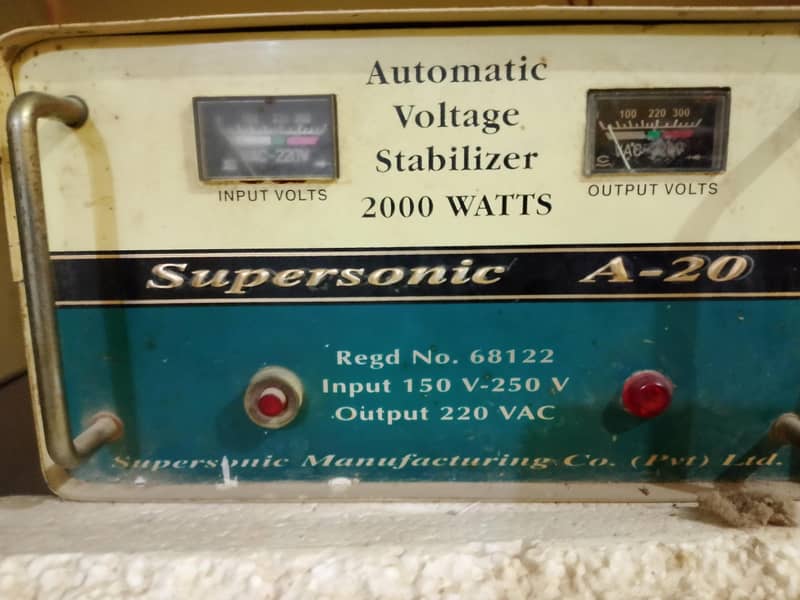 Automatic
Voltage
Stabilizer
2000 WATTS
INPUT VOLTS
100 220 300
OUTPUT VOLTS
Supersonic A-20
Regd No. 68122
Input 150 V-250 V
Output 220 VAC
Supersonic Manufacturing Co. (Pvt) Ltd.